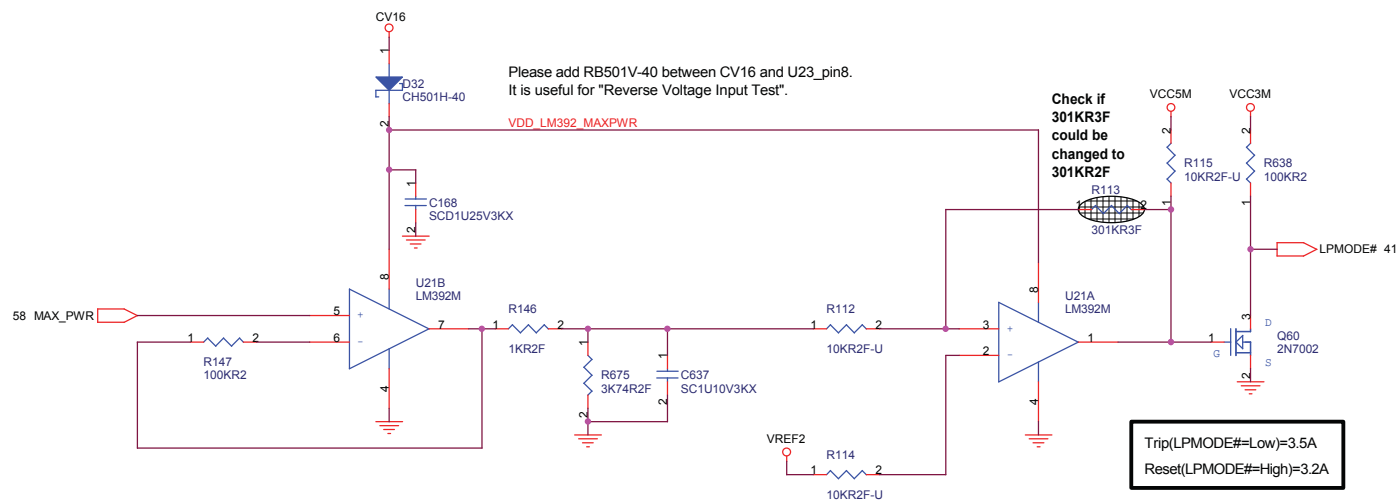 CV16
1
D32
CH501H-40
2
Please add RB501V-40 between CV16 and U23_pin8.
It is useful for "Reverse Voltage Input Test".
VDD_LM392_MAXPWR
1
C168
SCD1U25V3KX
2
Check if
301KR3F
could be
changed to
301KR2F
VCC5M
2
R115
10KR2F-U
1
VCC3M
2
R638
100KR2
1
R113
1 2
301KR3F
LPMODE# 41
58 MAX_PWR
8
U21B
LM392M
5
+
6
-
7
4
1 2
R147
100KR2
R146
1 2
1KR2F
1
R675
3K74R2F
2
1
C637
SC1U10V3KX
2
R112
1 2
10KR2F-U
8
U21A
LM392M
3
+
2
-
1
4
VREF2
R114
1 2
10KR2F-U
3
D
1
G
Q60
2N7002
S
2
Trip(LPMODE#=Low)=3.5A
Reset(LPMODE#=High)=3.2A